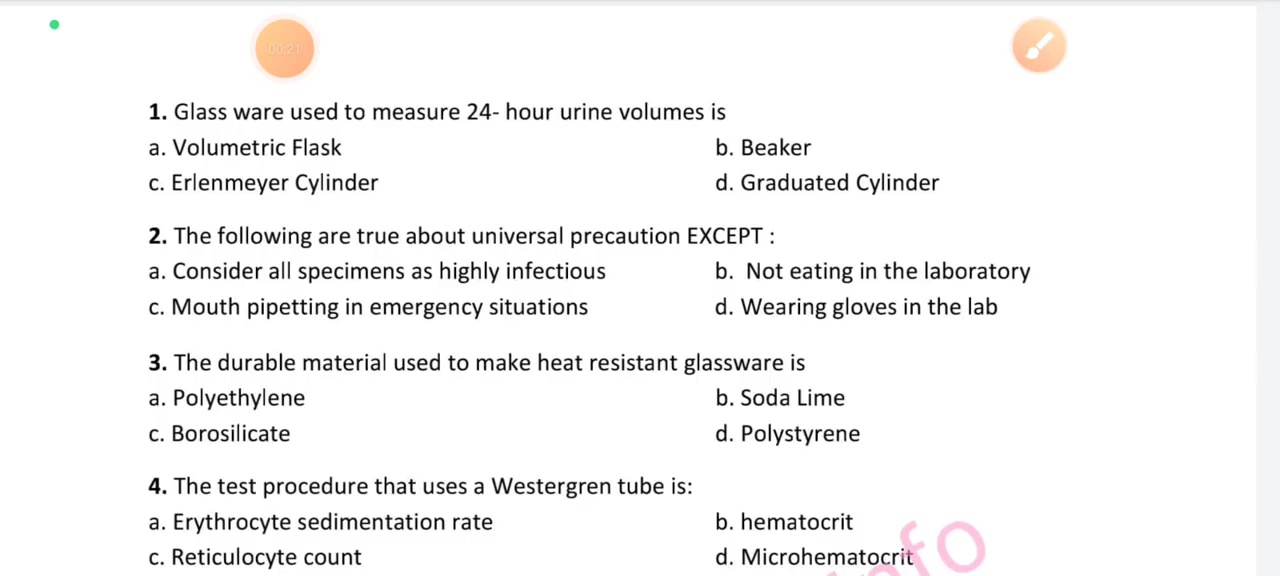 00:21
1. Glass ware used to measure 24- hour urine volumes is
a. Volumetric Flask b. Beaker
c. Erlenmeyer Cylinder d. Graduated Cylinder
2. The following are true about universal precaution EXCEPT :
a. Consider all specimens as highly infectious b. Not eating in the laboratory
c. Mouth pipetting in emergency situations d. Wearing gloves in the lab
3. The durable material used to make heat resistant glassware is
a. Polyethylene b. Soda Lime
c. Borosilicate d. Polystyrene
4. The test procedure that uses a Westergren tube is:
a. Erythrocyte sedimentation rate b. hematocrit
c. Reticulocyte count d. Microhematocrit